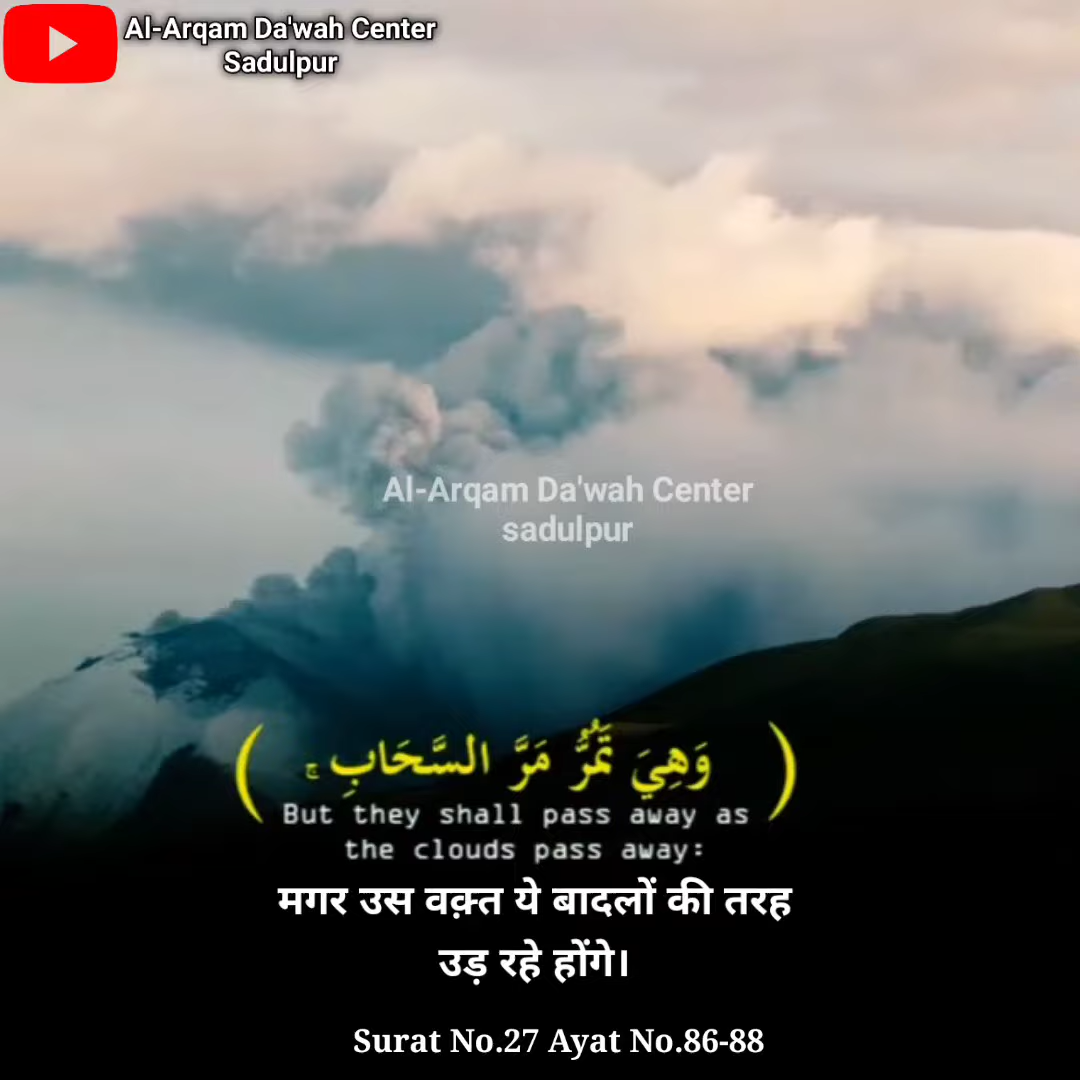 Al-Arqam Da'wah Center
Sadulpur
Al-Arqam Da'wah Center
sadulpur
( وَهِيَ تَمُرُّ مَرَّ السَّحَابِ ۚ )
But they shall pass away as
the clouds pass away:
मगर उस वक़्त ये बादलों की तरह
उड़ रहे होंगे।
Surat No.27 Ayat No.86-88